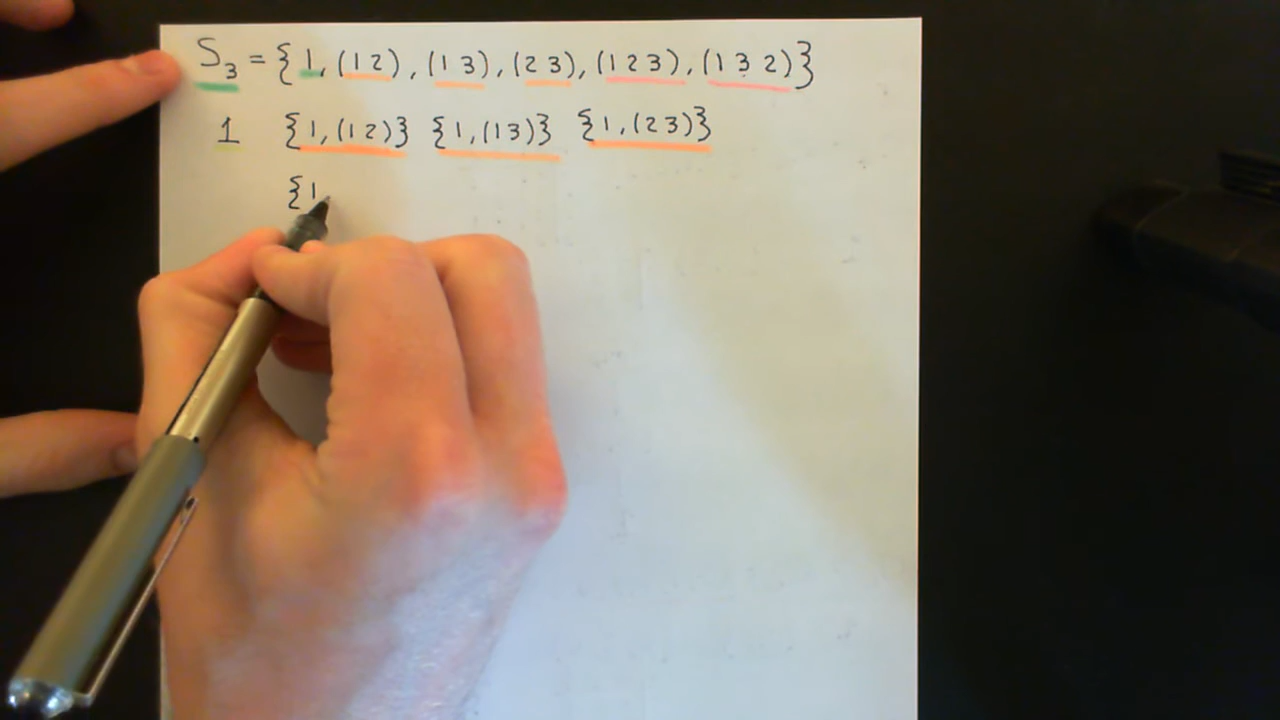 S₃ = {1, (1 2), (1 3), (2 3), (1 2 3), (1 3 2)}
1 {1, (1 2)} {1, (1 3)} {1, (2 3)}
{1,